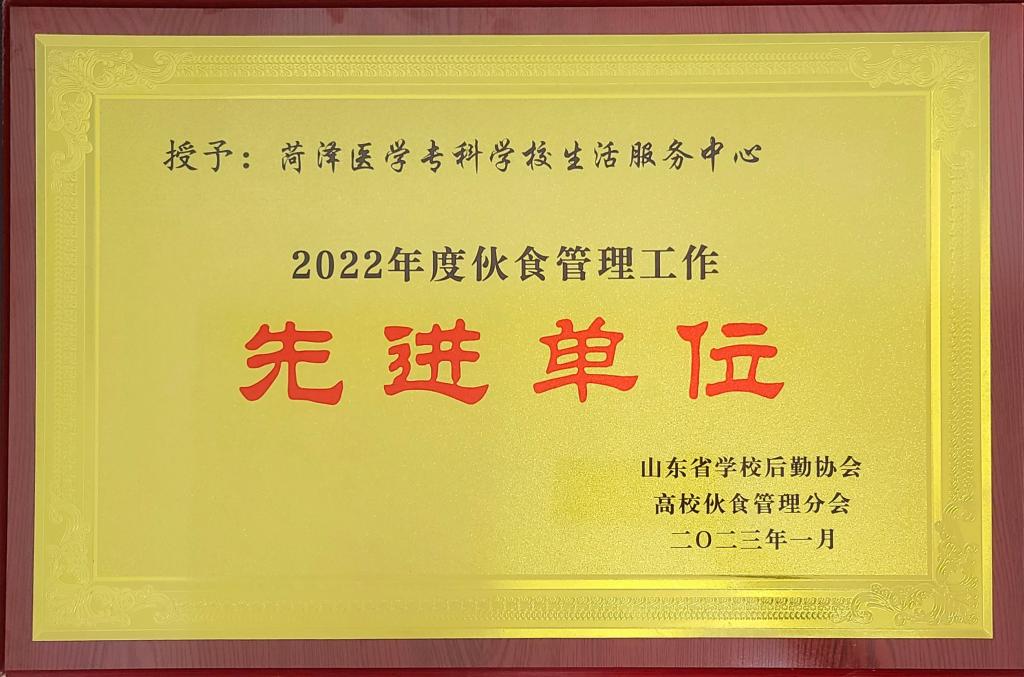 授予：菏泽医学专科学校生活服务中心
2022年度伙食管理工作
先进单位
山东省学校后勤协会
高校伙食管理分会
二〇二三年一月